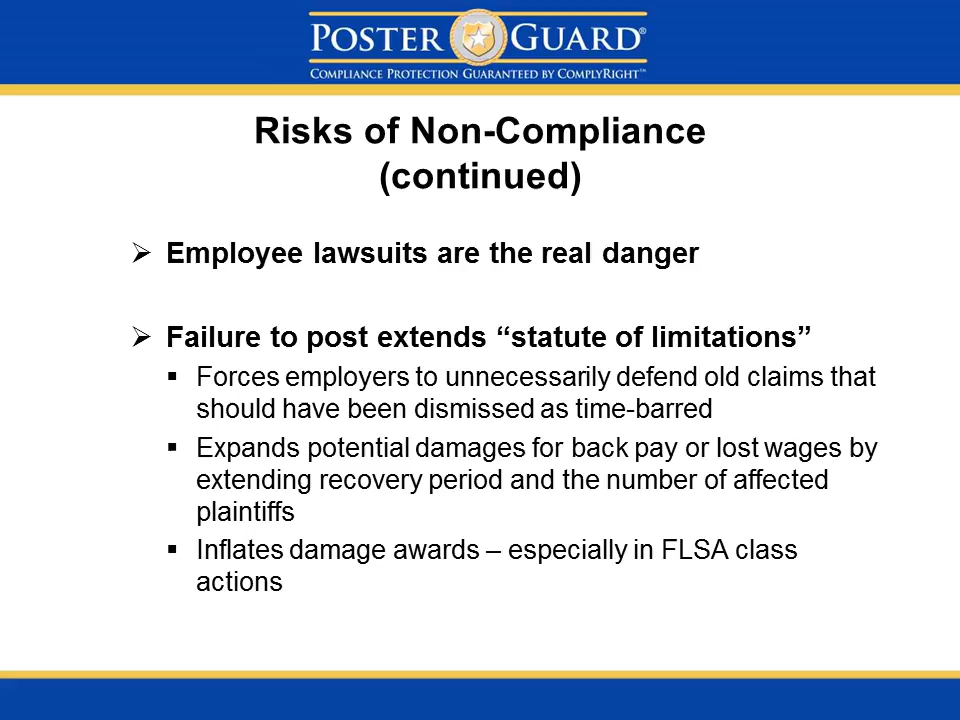 POSTER GUARD®
COMPLIANCE PROTECTION GUARANTEED BY COMPLYRIGHT™
Risks of Non-Compliance
(continued)
➢ Employee lawsuits are the real danger
➢ Failure to post extends “statute of limitations”
▪ Forces employers to unnecessarily defend old claims that
should have been dismissed as time-barred
▪ Expands potential damages for back pay or lost wages by
extending recovery period and the number of affected
plaintiffs
▪ Inflates damage awards – especially in FLSA class
actions